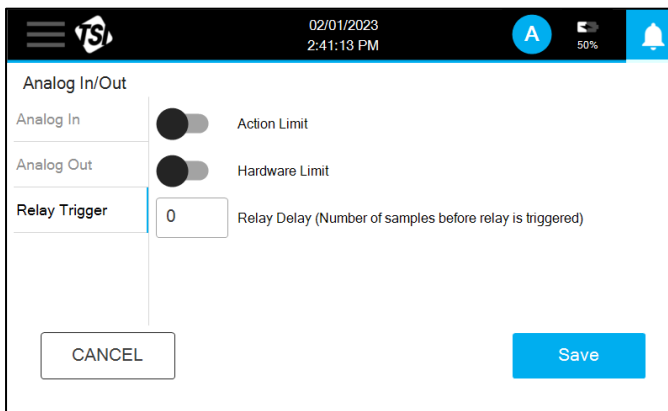 TSI
02/01/2023
2:41:13 PM
A
50%
Analog In/Out
Analog In
Action Limit
Analog Out
Hardware Limit
Relay Trigger
0
Relay Delay (Number of samples before relay is triggered)
CANCEL
Save